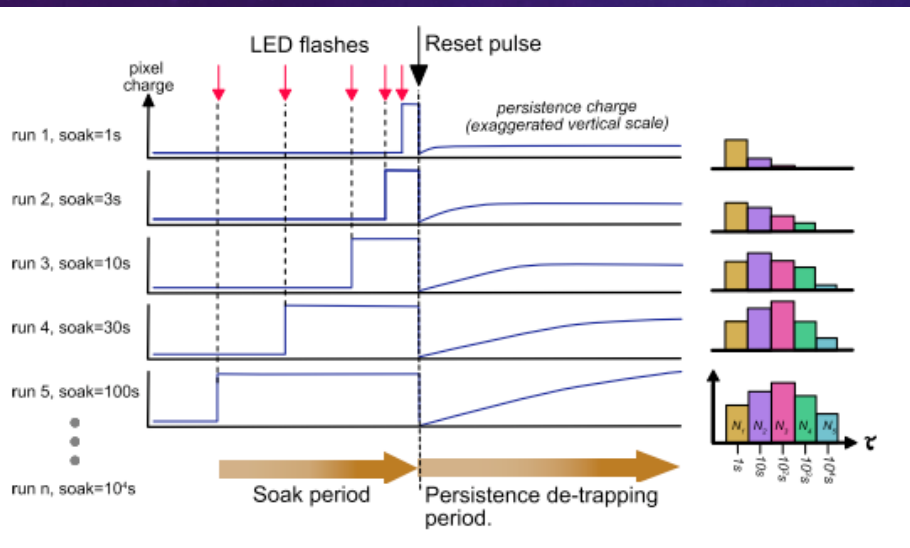 LED flashes
Reset pulse
pixel
charge
persistence charge
(exaggerated vertical scale)
run 1, soak=1s
run 2, soak=3s
run 3, soak=10s
run 4, soak=30s
run 5, soak=100s
run n, soak=10⁴s
Soak period
Persistence de-trapping
period.
N₁ N₂ N₃ N₄ N₅
τ
1s 10s 10²s 10³s 10⁴s